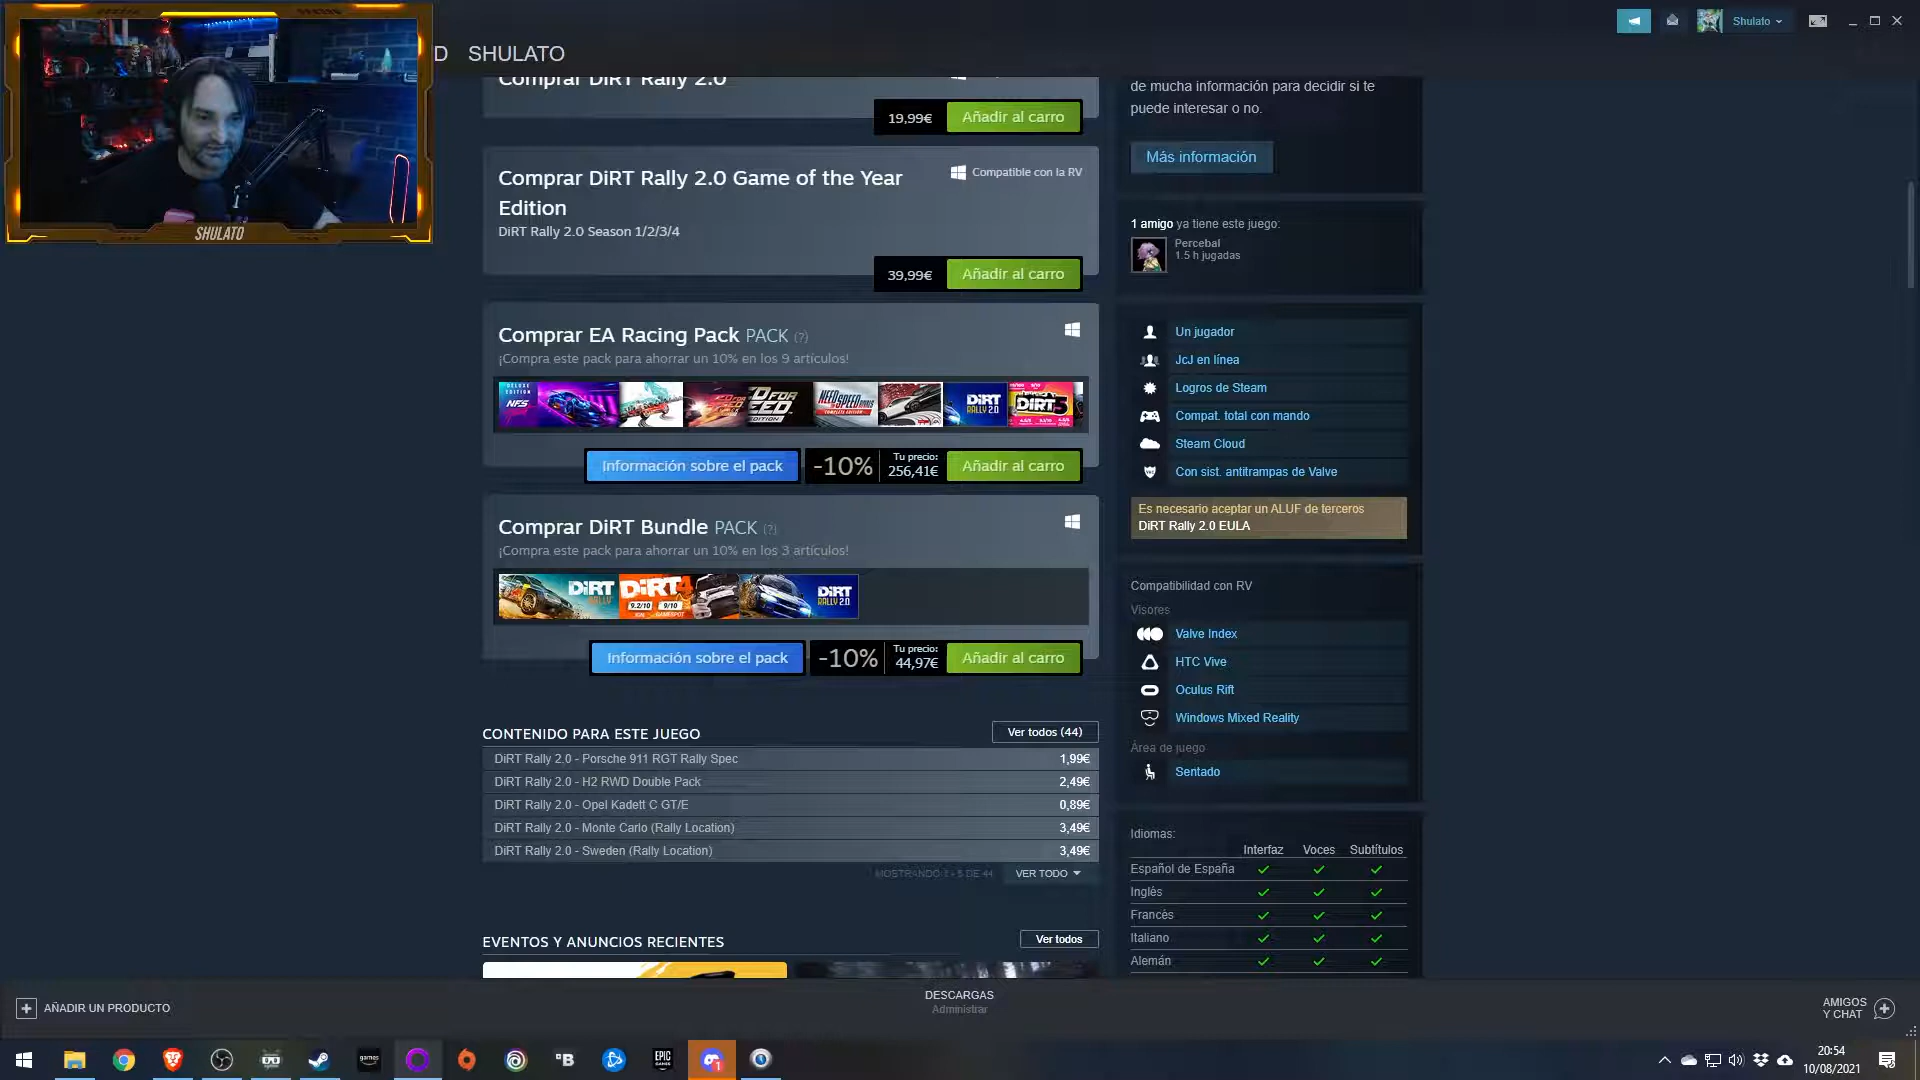 SHULATO
D SHULATO
Shulato
Comprar DiRT Rally 2.0
19,99€ Añadir al carro
Comprar DiRT Rally 2.0 Game of the Year
Edition
Compatible con la RV
DiRT Rally 2.0 Season 1/2/3/4
39,99€ Añadir al carro
Comprar EA Racing Pack PACK (?)
¡Compra este pack para ahorrar un 10% en los 9 artículos!
Información sobre el pack
-10%
Tu precio:
256,41€
Añadir al carro
Comprar DiRT Bundle PACK (?)
¡Compra este pack para ahorrar un 10% en los 3 artículos!
Información sobre el pack
-10%
Tu precio:
44,97€
Añadir al carro
CONTENIDO PARA ESTE JUEGO
Ver todos (44)
DiRT Rally 2.0 - Porsche 911 RGT Rally Spec 1,99€
DiRT Rally 2.0 - H2 RWD Double Pack 2,49€
DiRT Rally 2.0 - Opel Kadett C GT/E 0,89€
DiRT Rally 2.0 - Monte Carlo (Rally Location) 3,49€
DiRT Rally 2.0 - Sweden (Rally Location) 3,49€
MOSTRANDO 1 - 5 DE 44
VER TODO
EVENTOS Y ANUNCIOS RECIENTES
Ver todos
de mucha información para decidir si te
puede interesar o no.
Más información
1 amigo ya tiene este juego:
Percebal
1.5 h jugadas
Un jugador
JcJ en línea
Logros de Steam
Compat. total con mando
Steam Cloud
Con sist. antitrampas de Valve
Es necesario aceptar un ALUF de terceros
DiRT Rally 2.0 EULA
Compatibilidad con RV
Visores
Valve Index
HTC Vive
Oculus Rift
Windows Mixed Reality
Área de juego
Sentado
Idiomas:
Interfaz Voces Subtítulos
Español de España
Inglés
Francés
Italiano
Alemán
AÑADIR UN PRODUCTO
DESCARGAS
Administrar
AMIGOS
Y CHAT
20:54
10/08/2021